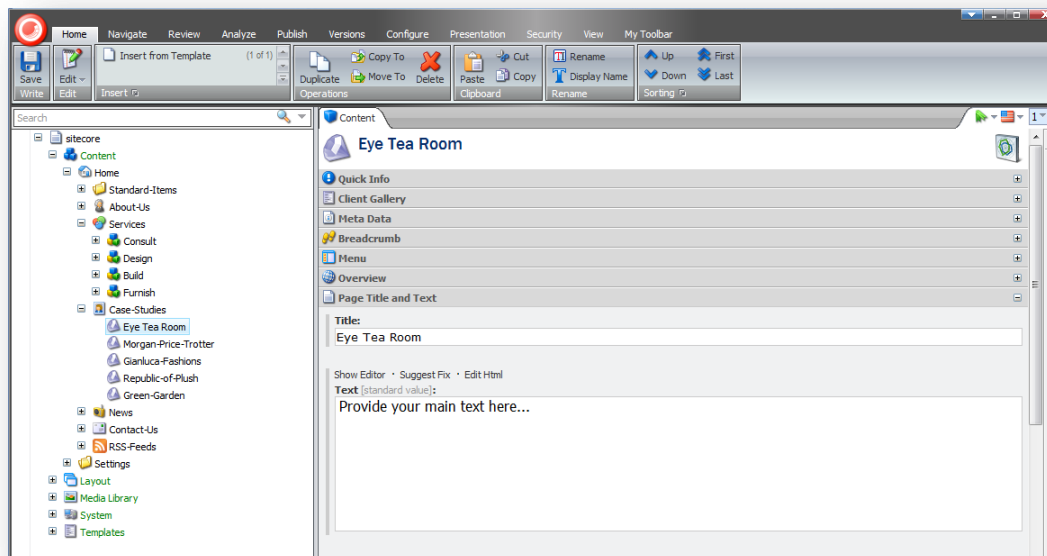 Home Navigate Review Analyze Publish Versions Configure Presentation Security View My Toolbar
Save
Write
Edit
Edit
Insert from Template (1 of 1)
Insert
Duplicate
Copy To
Move To
Delete
Operations
Paste
Cut
Copy
Clipboard
Rename
Display Name
Rename
Up First
Down Last
Sorting
Search
sitecore
Content
Home
Standard-Items
About-Us
Services
Consult
Design
Build
Furnish
Case-Studies
Eye Tea Room
Morgan-Price-Trotter
Gianluca-Fashions
Republic-of-Plush
Green-Garden
News
Contact-Us
RSS-Feeds
Settings
Layout
Media Library
System
Templates
Content
1
Eye Tea Room
Quick Info
Client Gallery
Meta Data
Breadcrumb
Menu
Overview
Page Title and Text
Title:
Eye Tea Room
Show Editor · Suggest Fix · Edit Html
Text [standard value]:
Provide your main text here...